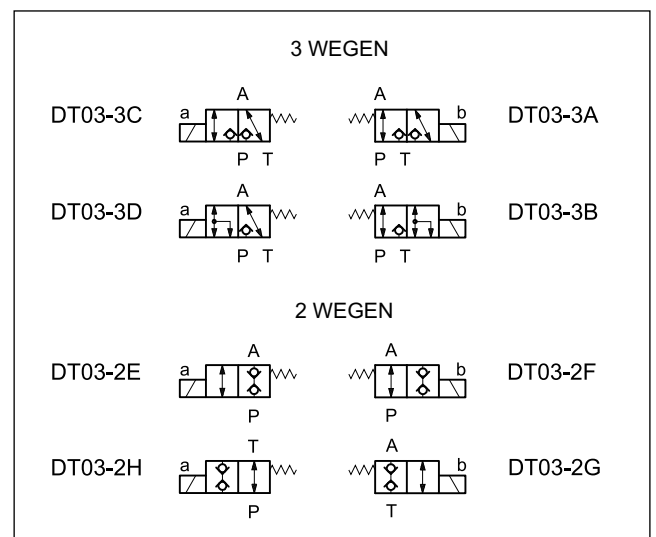 3 WEGEN
A A
DT03-3C a b DT03-3A
P T P T
A A
DT03-3D a b DT03-3B
P T P T
2 WEGEN
A A
DT03-2E a b DT03-2F
P P
T A
DT03-2H a b DT03-2G
P T